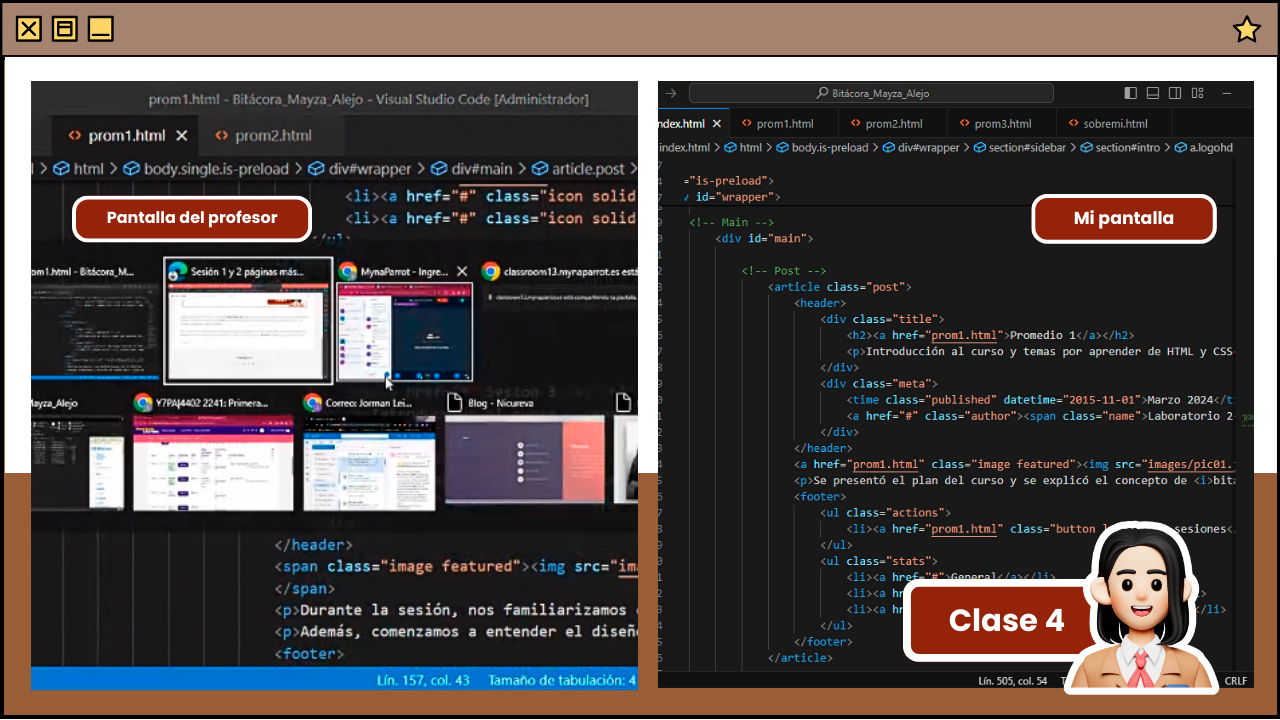 prom1.html - Bitácora_Mayza_Alejo - Visual Studio Code [Administrador]
prom1.html
prom2.html
html > body.single.is-preload > div#wrapper > div#main > article.post >
<li><a href="#" class="icon solid
<li><a href="#" class="icon solid
</ul>
Pantalla del profesor
om1.html - Bitácora_M...
Sesión 1 y 2 páginas más...
MynaParrot - Ingre...
classroom13.mynaparrot.es está
Mayza_Alejo
Y7PA|4402 2241: Primera...
Correo: Jorman Lei...
Blog - Nicureva
</header>
<span class="image featured"><img src="ima
</span>
<p>Durante la sesión, nos familiarizamos
<p>Además, comenzamos a entender el diseñ
<footer>
Lín. 157, col. 43
Tamaño de tabulación: 4
Bitácora_Mayza_Alejo
ndex.html
prom1.html
prom2.html
prom3.html
sobremi.html
index.html > html > body.is-preload > div#wrapper > section#sidebar > section#intro > a.logohd
="is-preload">
id="wrapper">
Mi pantalla
<!-- Main -->
<div id="main">
<!-- Post -->
<article class="post">
<header>
<div class="title">
<h2><a href="prom1.html">Promedio 1</a></h2>
<p>Introducción al curso y temas por aprender de HTML y CSS
</div>
<div class="meta">
<time class="published" datetime="2015-11-01">Marzo 2024</t
<a href="#" class="author"><span class="name">Laboratorio 2
</div>
</header>
<a href="prom1.html" class="image featured"><img src="images/pic01.
<p>Se presentó el plan del curso y se explicó el concepto de <i>bit
<footer>
<ul class="actions">
<li><a href="prom1.html" class="button l sesiones<
</ul>
<ul class="stats">
<li><a href="#">General</a></li>
<li><a h
<li><a h </li>
</ul>
</footer>
</article>
Clase 4
Lín. 505, col. 54
CRLF